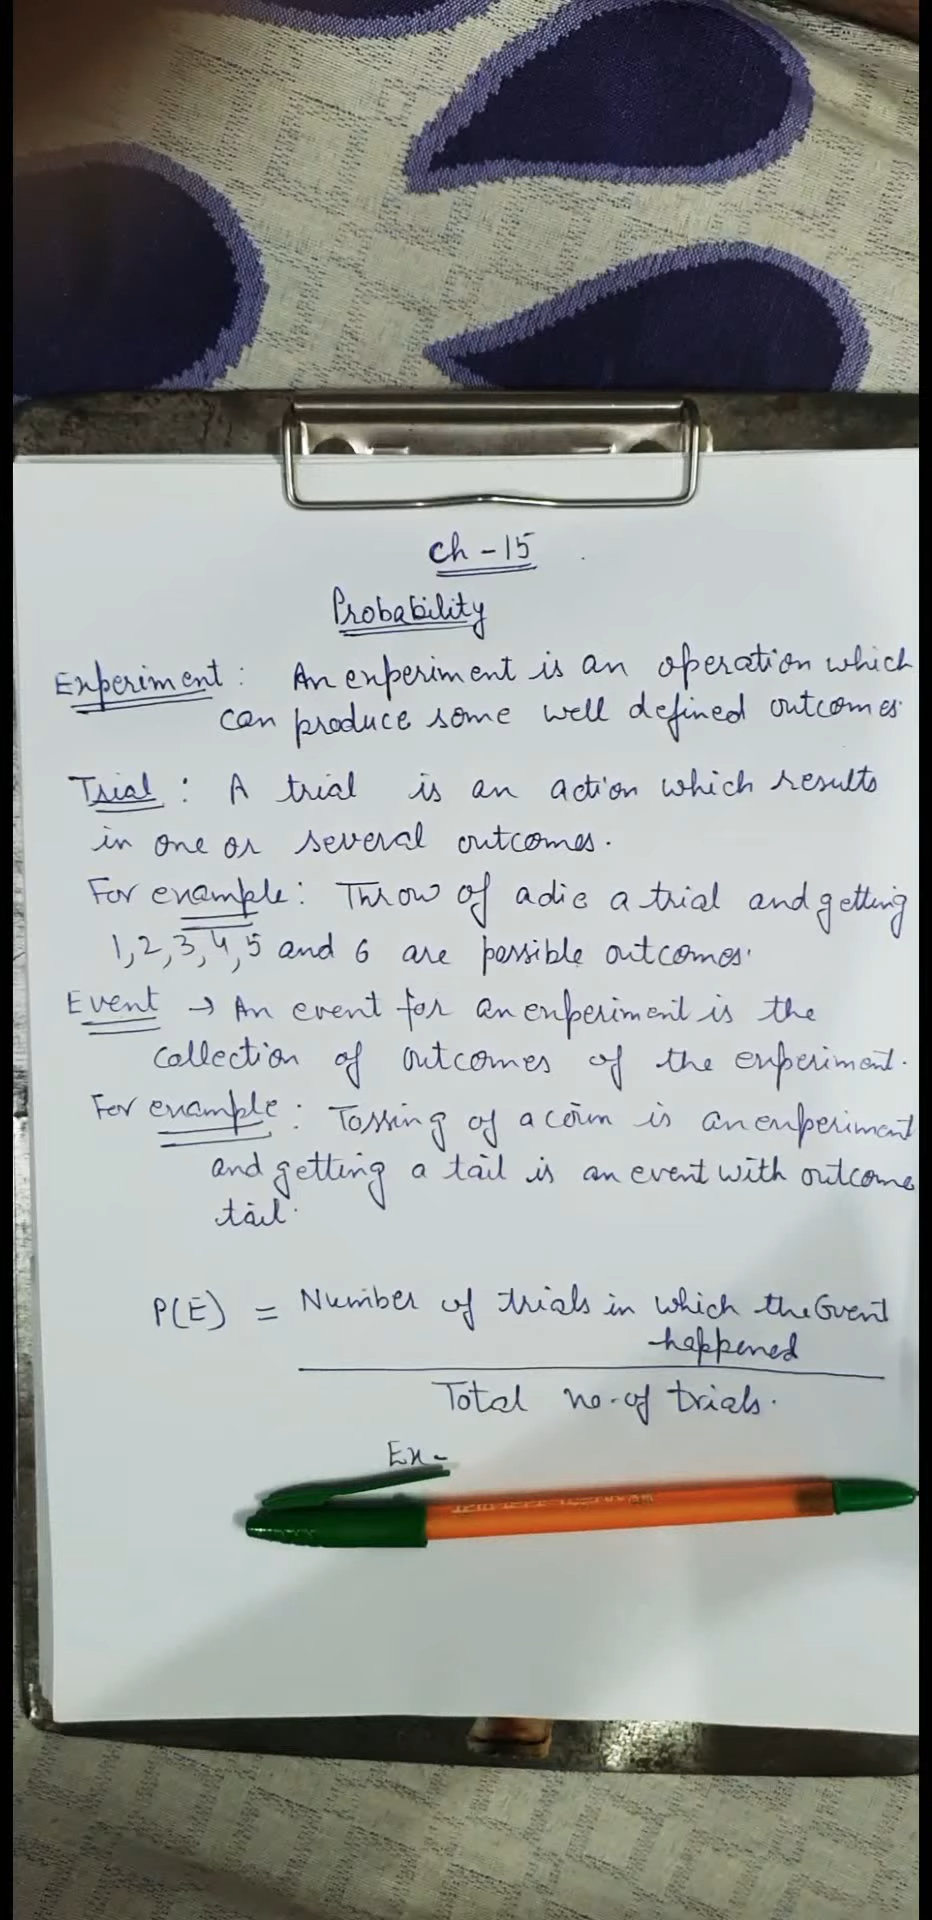 Ch - 15
Probability
Experiment : An experiment is an operation which
can produce some well defined outcomes.
Trial : A trial is an action which results
in one or several outcomes.
For example : Throw of a die a trial and getting
1, 2, 3, 4, 5 and 6 are possible outcomes.
Event → An event for an experiment is the
collection of outcomes of the experiment.
For example : Tossing of a coin is an experiment
and getting a tail is an event with outcome
tail.
P(E) = Number of trials in which the Event
happened
Total no. of trials.
Ex -